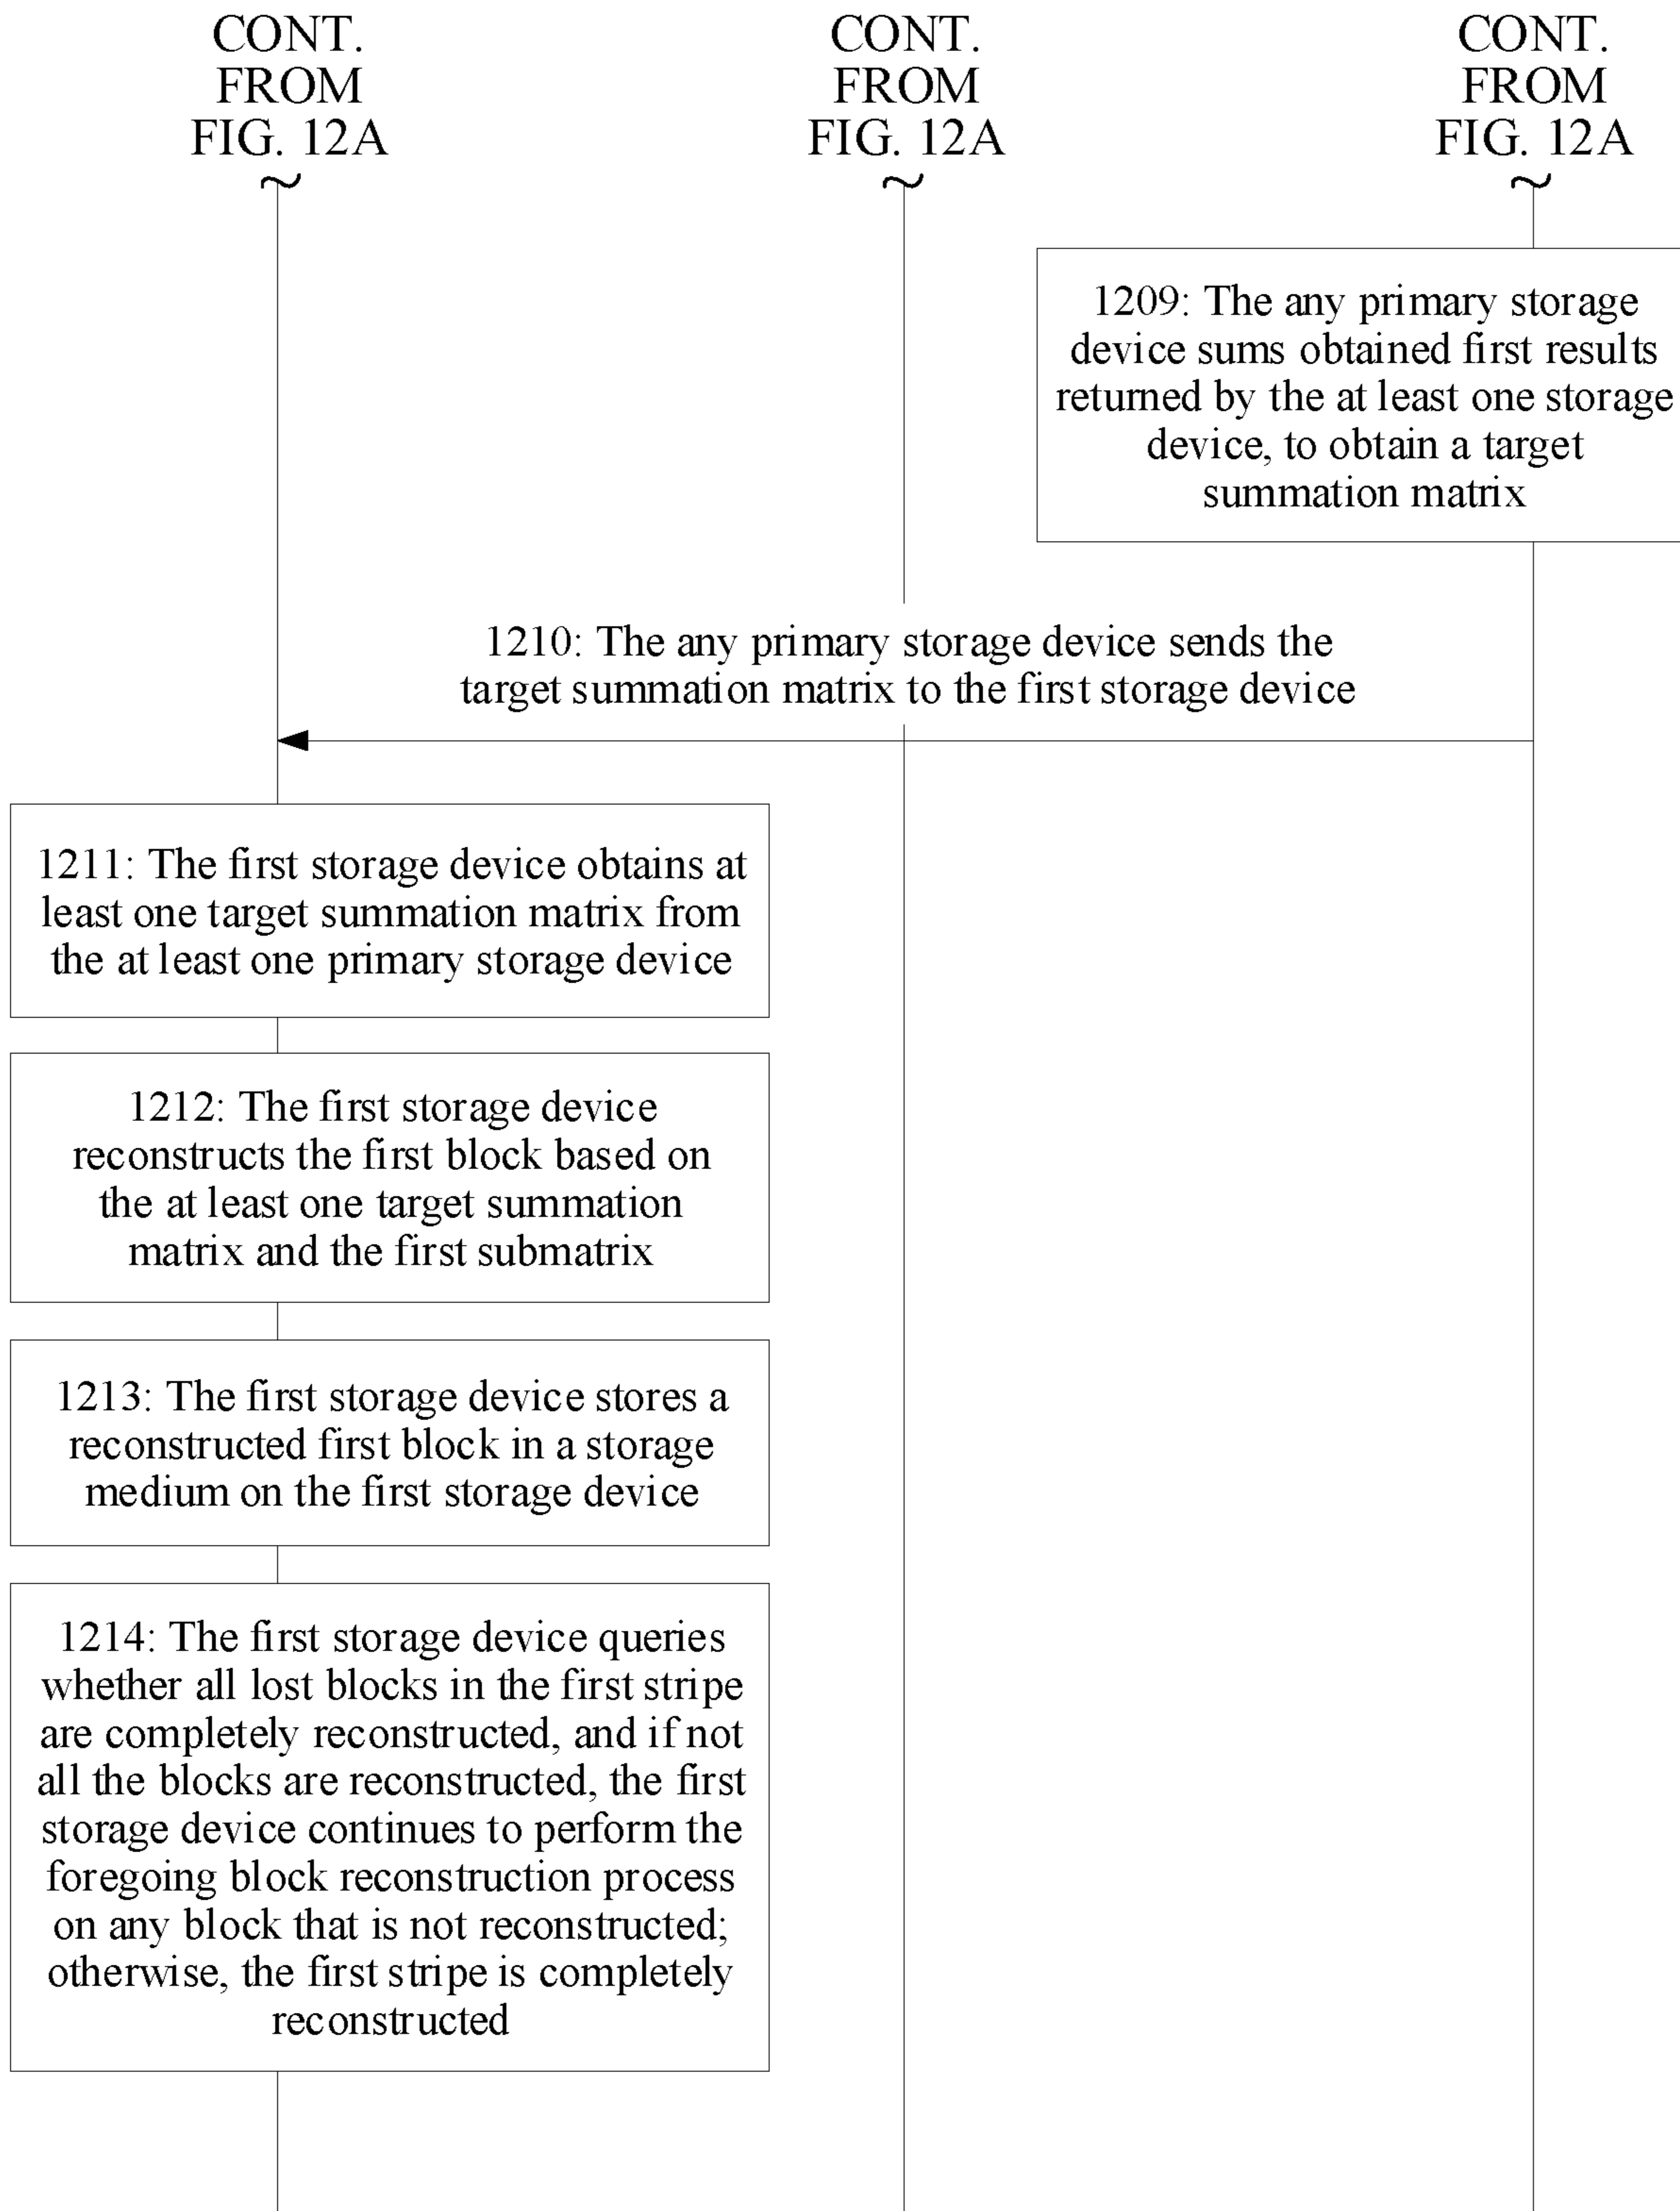 CONT.
FROM
FIG. 12A
CONT.
FROM
FIG. 12A
CONT.
FROM
FIG. 12A
1209: The any primary storage
device sums obtained first results
returned by the at least one storage
device, to obtain a target
summation matrix
1210: The any primary storage device sends the
target summation matrix to the first storage device
1211: The first storage device obtains at
least one target summation matrix from
the at least one primary storage device
1212: The first storage device
reconstructs the first block based on
the at least one target summation
matrix and the first submatrix
1213: The first storage device stores a
reconstructed first block in a storage
medium on the first storage device
1214: The first storage device queries
whether all lost blocks in the first stripe
are completely reconstructed, and if not
all the blocks are reconstructed, the first
storage device continues to perform the
foregoing block reconstruction process
on any block that is not reconstructed;
otherwise, the first stripe is completely
reconstructed